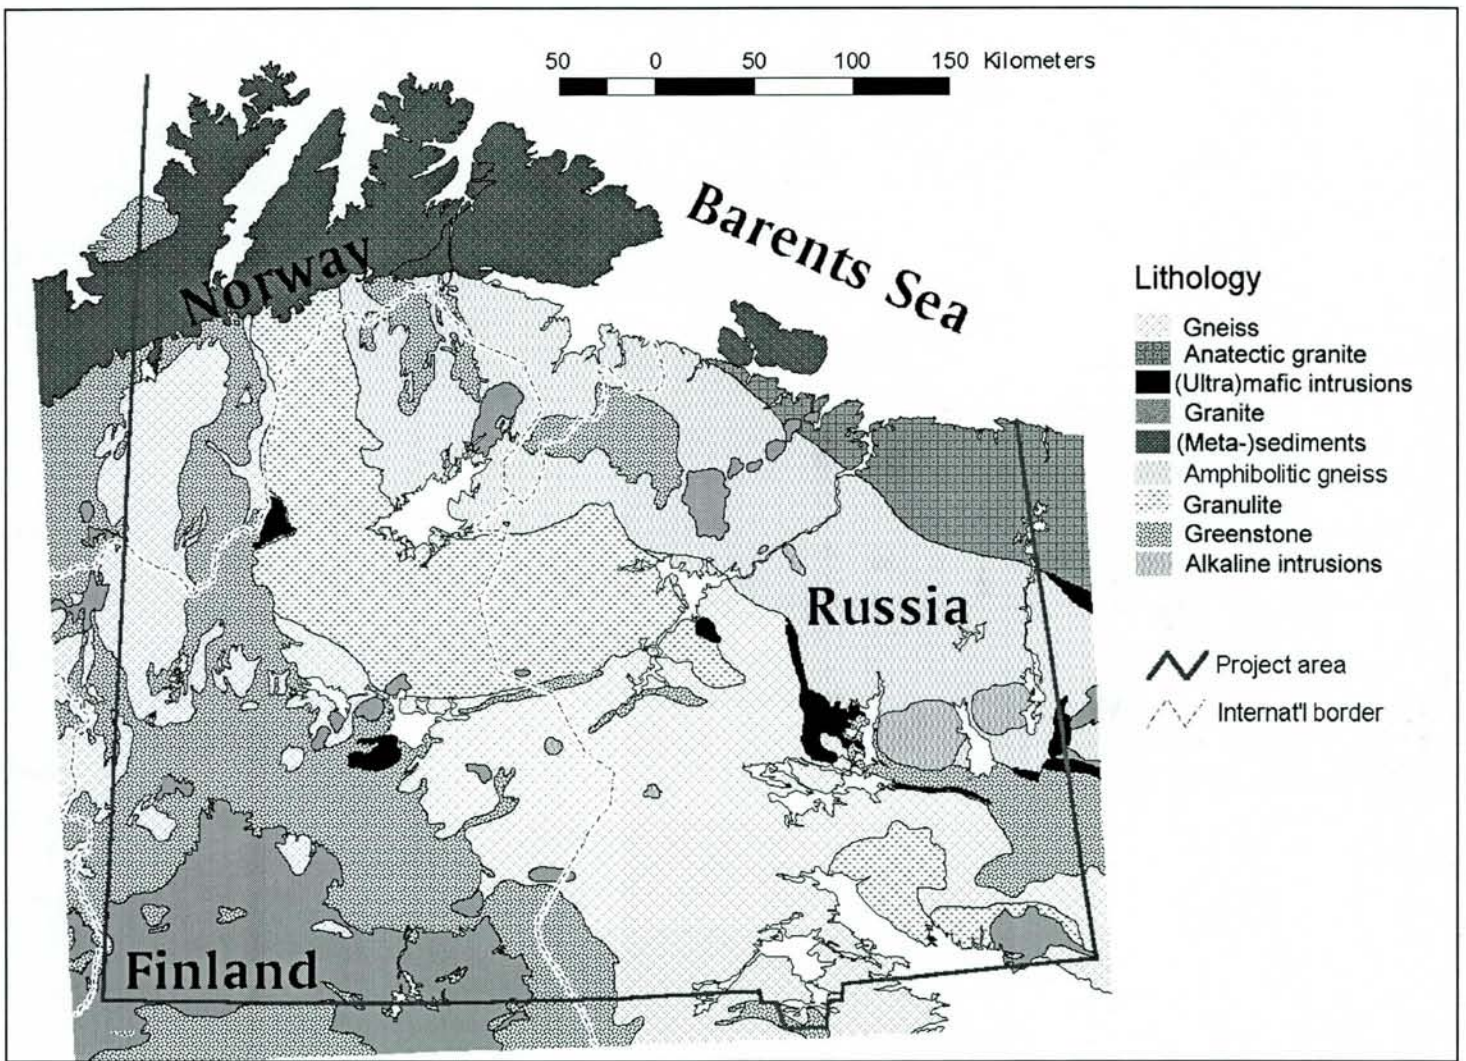 50 0 50 100 150 Kilometers
Barents Sea
Norway
Russia
Finland
Lithology
Gneiss
Anatectic granite
(Ultra)mafic intrusions
Granite
(Meta-)sediments
Amphibolitic gneiss
Granulite
Greenstone
Alkaline intrusions
Project area
Internat'l border